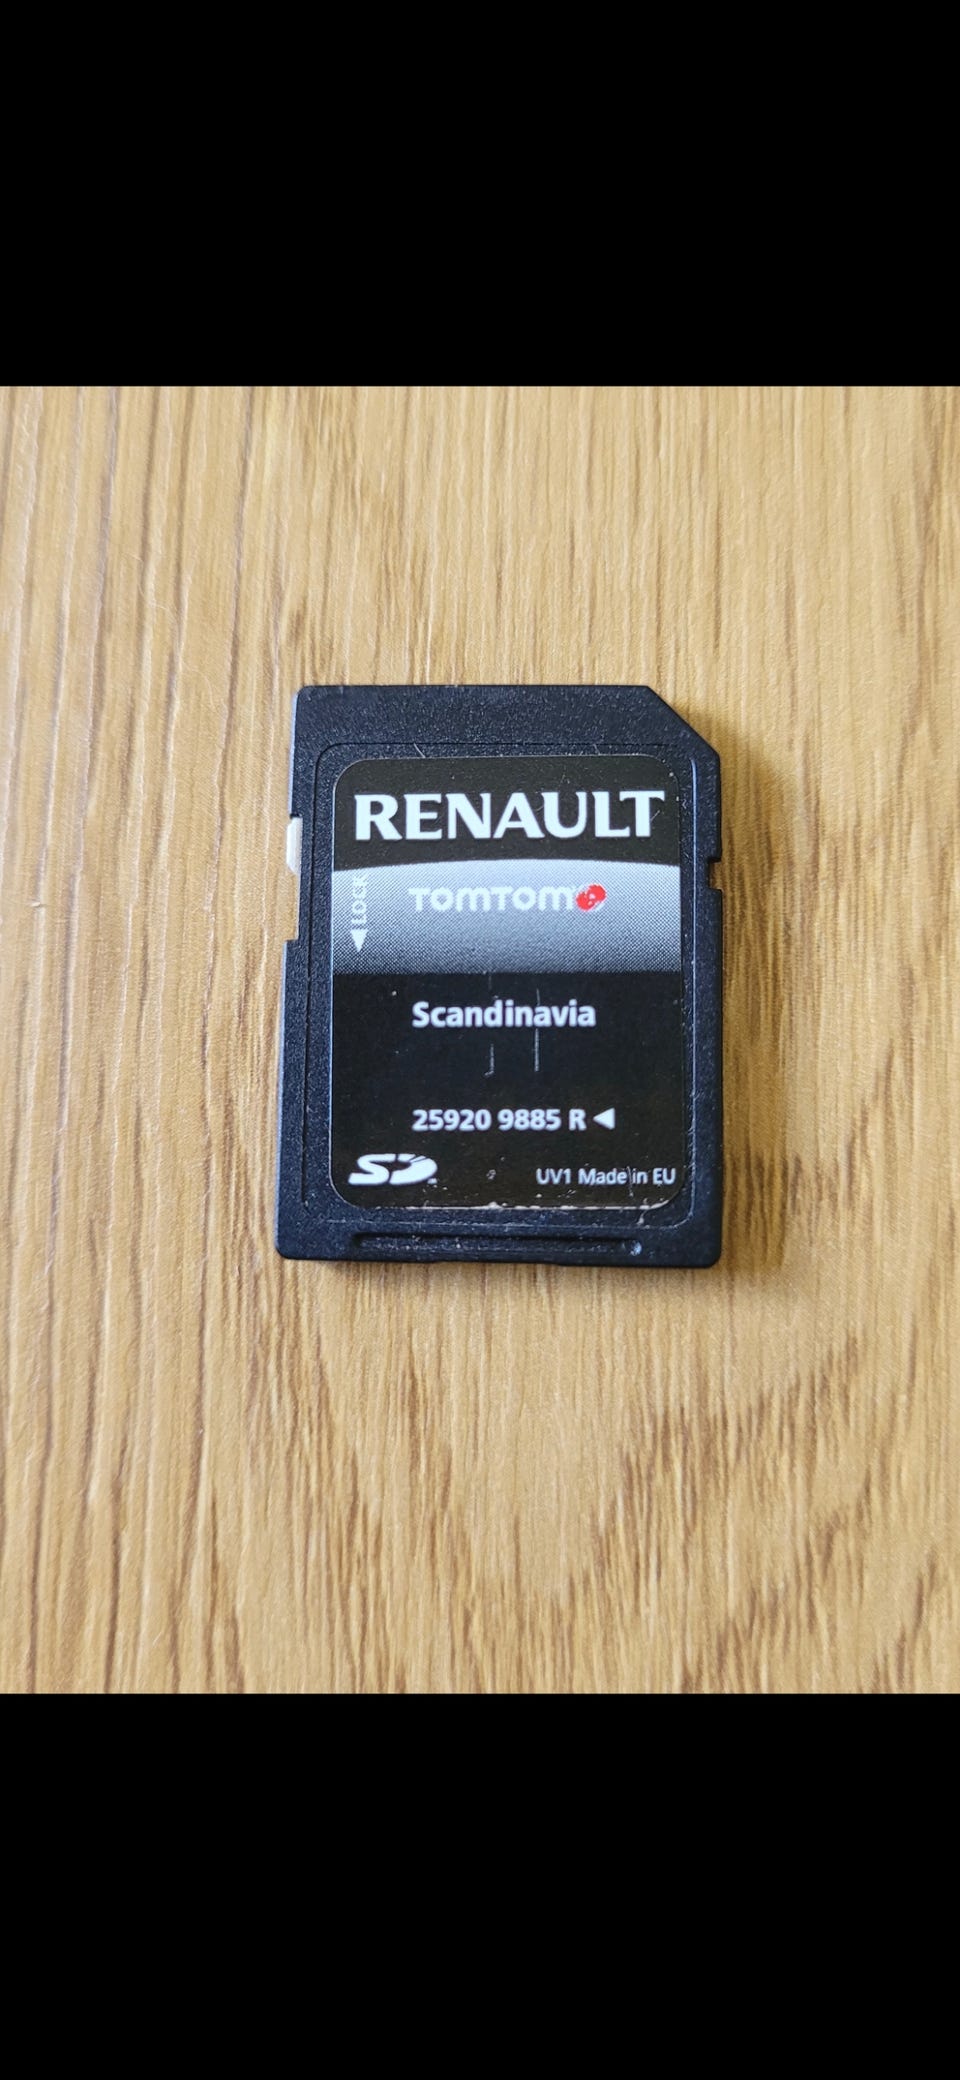 RENAULT
TOMTOM
LOCK
Scandinavia
25920 9885 R
SD
UV1 Made in EU